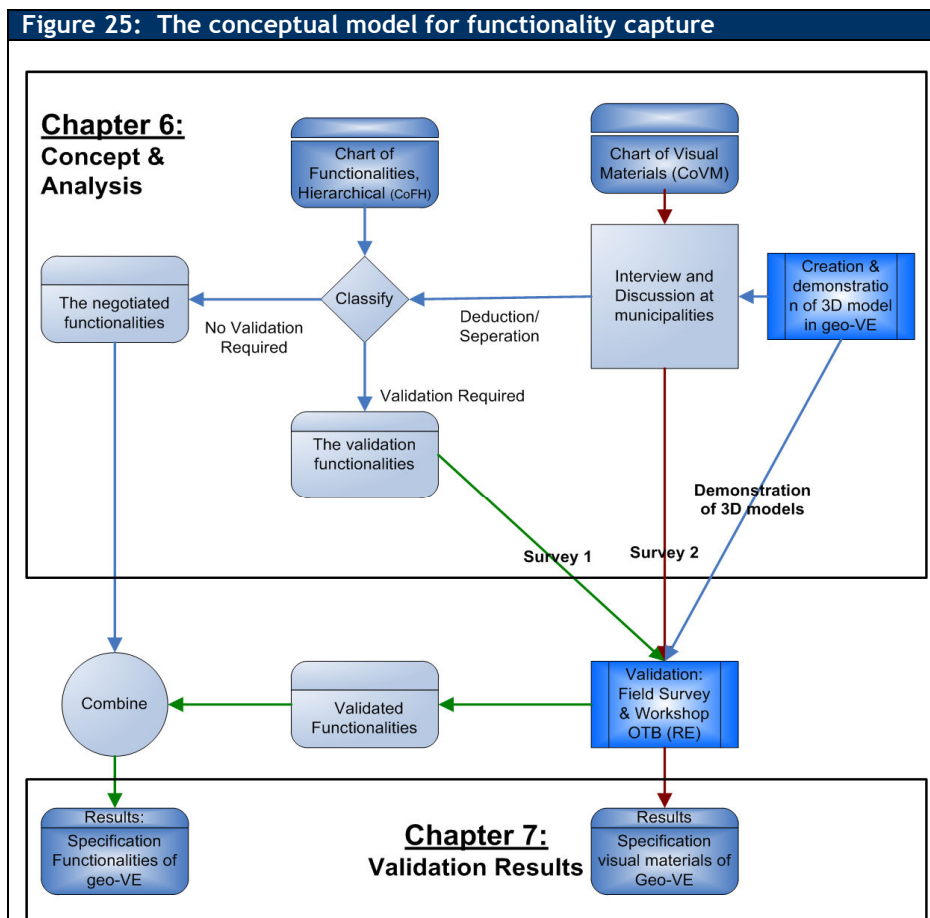 Figure 25: The conceptual model for functionality capture
Chapter 6:
Concept &
Analysis
Chart of
Functionalities,
Hierarchical (CoFH)
Chart of Visual
Materials (CoVM)
The negotiated
functionalities
No Validation
Required
Classify
Deduction/
Seperation
Interview and
Discussion at
municipalities
Creation &
demonstratio
n of 3D model
in geo-VE
Validation Required
The validation
functionalities
Demonstration
of 3D models
Survey 1
Survey 2
Combine
Validated
Functionalities
Validation:
Field Survey
& Workshop
OTB (RE)
Results:
Specification
Functionalities of
geo-VE
Chapter 7:
Validation Results
Results
Specification
visual materials of
Geo-VE